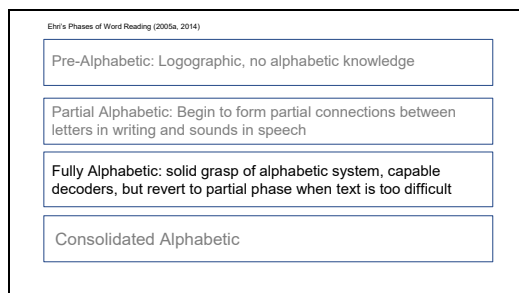 Ehri's Phases of Word Reading (2005a, 2014)
Pre-Alphabetic: Logographic, no alphabetic knowledge
Partial Alphabetic: Begin to form partial connections between
letters in writing and sounds in speech
Fully Alphabetic: solid grasp of alphabetic system, capable
decoders, but revert to partial phase when text is too difficult
Consolidated Alphabetic